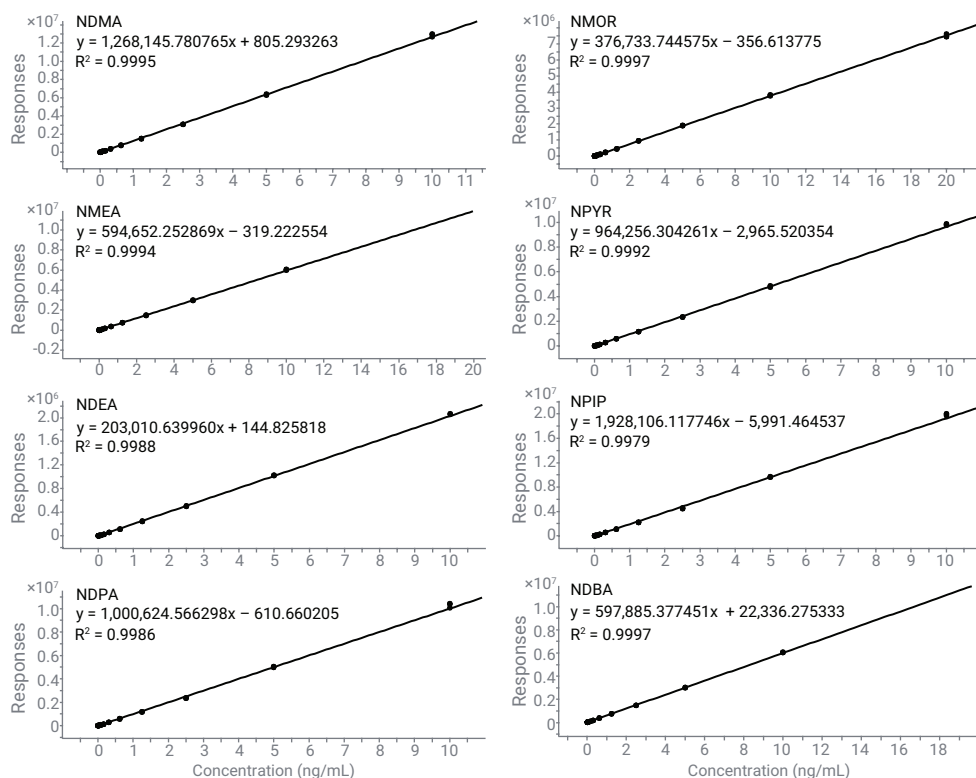 ×10⁷ NDMA
y = 1,268,145.780765x + 805.293263
R² = 0.9995
Responses
1.2
1.0
0.8
0.6
0.4
0.2
0
0 1 2 3 4 5 6 7 8 9 10 11
×10⁶ NMOR
y = 376,733.744575x − 356.613775
R² = 0.9997
Responses
7
6
5
4
3
2
1
0
0 2 4 6 8 10 12 14 16 18 20
×10⁷ NMEA
y = 594,652.252869x − 319.222554
R² = 0.9994
Responses
1.0
0.8
0.6
0.4
0.2
0
-0.2
0 1 2 3 4 5 6 7 8 9 10 12 14 16 18 20
×10⁷ NPYR
y = 964,256.304261x − 2,965.520354
R² = 0.9992
Responses
1.0
0.8
0.6
0.4
0.2
0
0 1 2 3 4 5 6 7 8 9 10
×10⁶ NDEA
y = 203,010.639960x + 144.825818
R² = 0.9988
Responses
2.0
1.6
1.2
0.8
0.4
0
0 1 2 3 4 5 6 7 8 9 10
×10⁷ NPIP
y = 1,928,106.117746x − 5,991.464537
R² = 0.9979
Responses
2.0
1.6
1.2
0.8
0.4
0
0 1 2 3 4 5 6 7 8 9 10
×10⁷ NDPA
y = 1,000,624.566298x − 610.660205
R² = 0.9986
Responses
1.0
0.8
0.6
0.4
0.2
0
0 1 2 3 4 5 6 7 8 9 10
Concentration (ng/mL)
×10⁷ NDBA
y = 597,885.377451x + 22,336.275333
R² = 0.9997
Responses
1.0
0.8
0.6
0.4
0.2
0
0 2 4 6 8 10 12 14 16 18
Concentration (ng/mL)